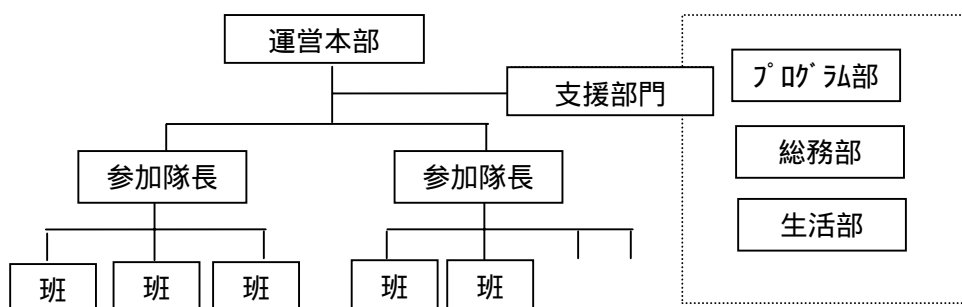 運営本部
支援部門
ﾌﾟﾛｸﾞﾗﾑ部
総務部
生活部
参加隊長
参加隊長
班
班
班
班
班